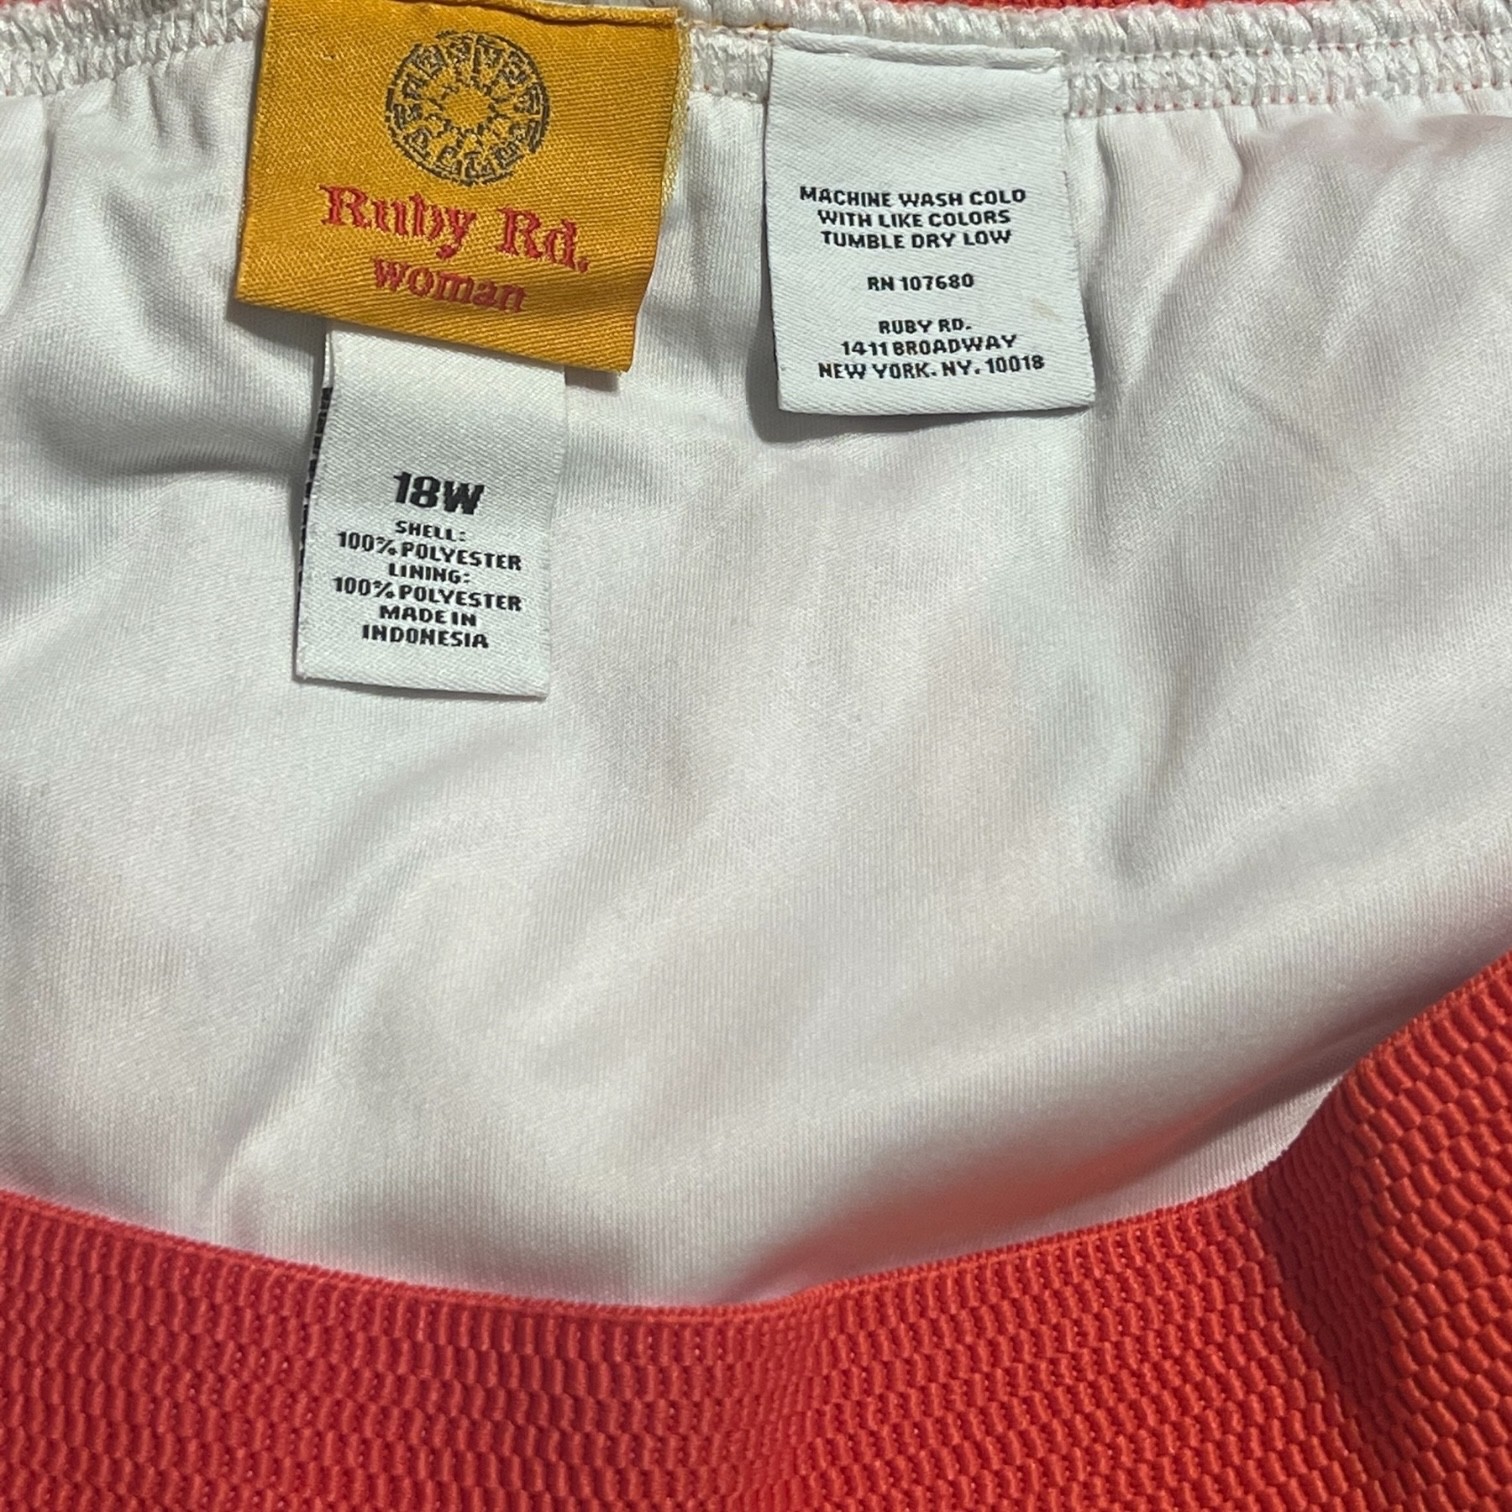 Ruby Rd.
woman
18W
SHELL:
100% POLYESTER
LINING:
100% POLYESTER
MADE IN
INDONESIA
MACHINE WASH COLD
WITH LIKE COLORS
TUMBLE DRY LOW
RN 107680
RUBY RD.
1411 BROADWAY
NEW YORK. NY. 10018